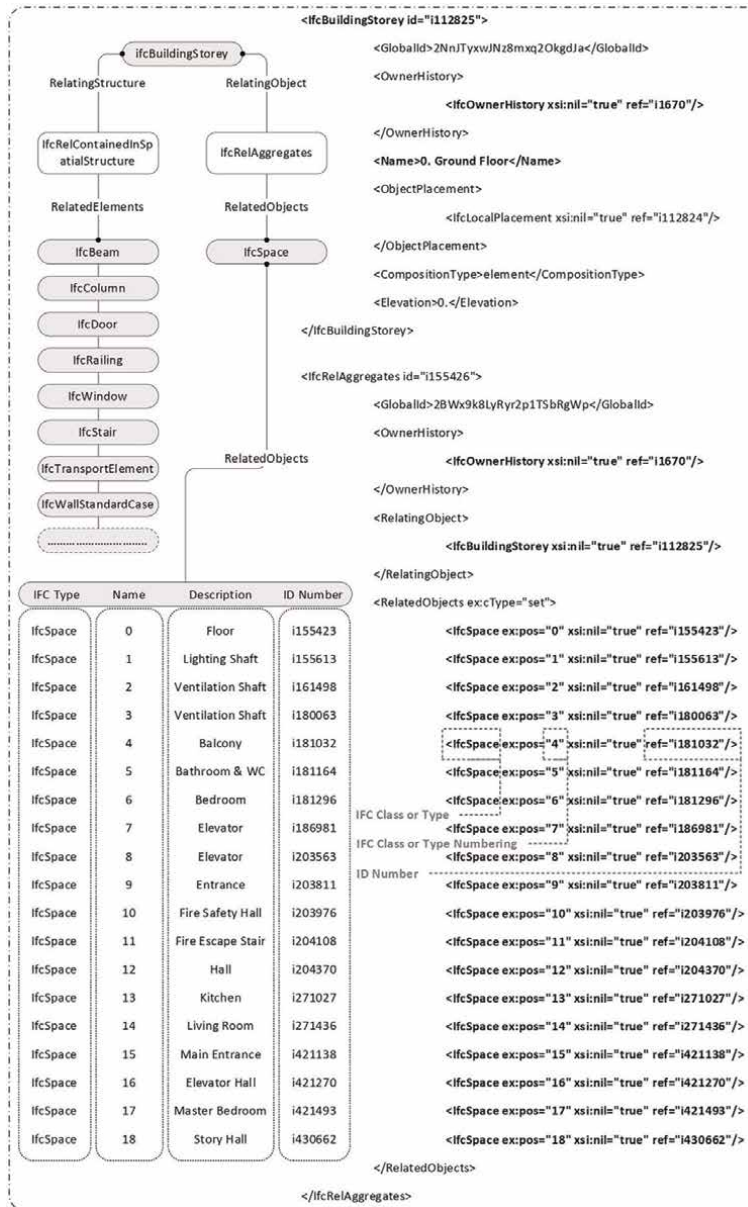 ifcBuildingStorey
RelatingStructure
RelatingObject
IfcRelContainedInSp
atialStructure
IfcRelAggregates
RelatedElements
RelatedObjects
IfcBeam
IfcSpace
IfcColumn
IfcDoor
IfcRailing
IfcWindow
IfcStair
IfcTransportElement
IfcWallStandardCase
............................
RelatedObjects
<IfcBuildingStorey id="i112825">
<GlobalId>2NnJTyxwJNz8mxq2OkgdJa</GlobalId>
<OwnerHistory>
<IfcOwnerHistory xsi:nil="true" ref="i1670"/>
</OwnerHistory>
<Name>0. Ground Floor</Name>
<ObjectPlacement>
<IfcLocalPlacement xsi:nil="true" ref="i112824"/>
</ObjectPlacement>
<CompositionType>element</CompositionType>
<Elevation>0.</Elevation>
</IfcBuildingStorey>
<IfcRelAggregates id="i155426">
<GlobalId>2BWx9k8LyRyr2p1TSbRgWp</GlobalId>
<OwnerHistory>
<IfcOwnerHistory xsi:nil="true" ref="i1670"/>
</OwnerHistory>
<RelatingObject>
<IfcBuildingStorey xsi:nil="true" ref="i112825"/>
</RelatingObject>
<RelatedObjects ex:cType="set">
<IfcSpace ex:pos="0" xsi:nil="true" ref="i155423"/>
<IfcSpace ex:pos="1" xsi:nil="true" ref="i155613"/>
<IfcSpace ex:pos="2" xsi:nil="true" ref="i161498"/>
<IfcSpace ex:pos="3" xsi:nil="true" ref="i180063"/>
<IfcSpace ex:pos="4" xsi:nil="true" ref="i181032"/>
<IfcSpace ex:pos="5" xsi:nil="true" ref="i181164"/>
<IfcSpace ex:pos="6" xsi:nil="true" ref="i181296"/>
<IfcSpace ex:pos="7" xsi:nil="true" ref="i186981"/>
<IfcSpace ex:pos="8" xsi:nil="true" ref="i203563"/>
<IfcSpace ex:pos="9" xsi:nil="true" ref="i203811"/>
<IfcSpace ex:pos="10" xsi:nil="true" ref="i203976"/>
<IfcSpace ex:pos="11" xsi:nil="true" ref="i204108"/>
<IfcSpace ex:pos="12" xsi:nil="true" ref="i204370"/>
<IfcSpace ex:pos="13" xsi:nil="true" ref="i271027"/>
<IfcSpace ex:pos="14" xsi:nil="true" ref="i271436"/>
<IfcSpace ex:pos="15" xsi:nil="true" ref="i421138"/>
<IfcSpace ex:pos="16" xsi:nil="true" ref="i421270"/>
<IfcSpace ex:pos="17" xsi:nil="true" ref="i421493"/>
<IfcSpace ex:pos="18" xsi:nil="true" ref="i430662"/>
</RelatedObjects>
</IfcRelAggregates>
IFC Class or Type
IFC Class or Type Numbering
ID Number
IFC Type Name Description ID Number
IfcSpace 0 Floor i155423
IfcSpace 1 Lighting Shaft i155613
IfcSpace 2 Ventilation Shaft i161498
IfcSpace 3 Ventilation Shaft i180063
IfcSpace 4 Balcony i181032
IfcSpace 5 Bathroom & WC i181164
IfcSpace 6 Bedroom i181296
IfcSpace 7 Elevator i186981
IfcSpace 8 Elevator i203563
IfcSpace 9 Entrance i203811
IfcSpace 10 Fire Safety Hall i203976
IfcSpace 11 Fire Escape Stair i204108
IfcSpace 12 Hall i204370
IfcSpace 13 Kitchen i271027
IfcSpace 14 Living Room i271436
IfcSpace 15 Main Entrance i421138
IfcSpace 16 Elevator Hall i421270
IfcSpace 17 Master Bedroom i421493
IfcSpace 18 Story Hall i430662